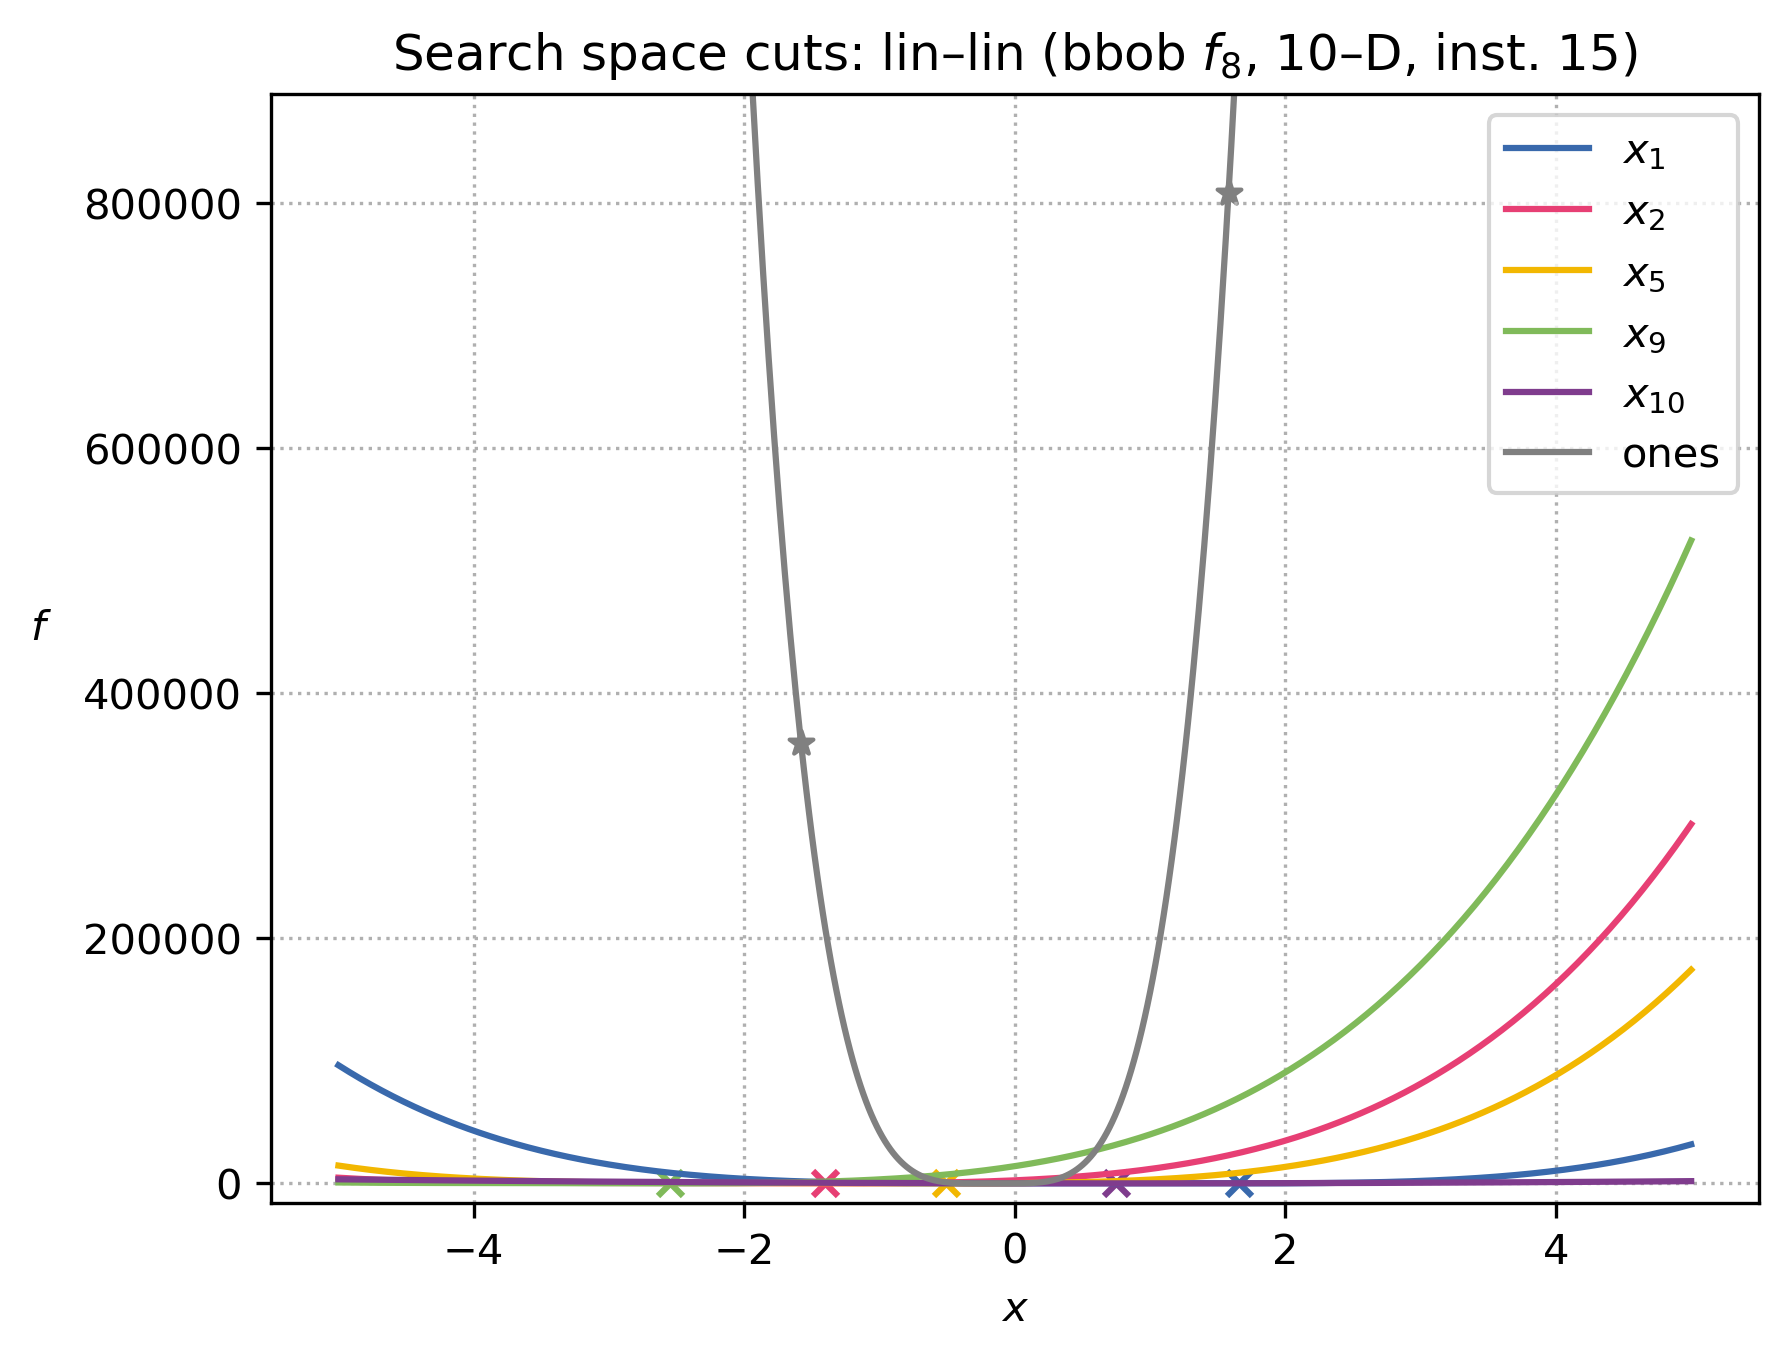 Search space cuts: lin–lin (bbob f₈, 10–D, inst. 15)
x₁
x₂
x₅
x₉
x₁₀
ones
800000
600000
400000
200000
0
f
−4 −2 0 2 4
x